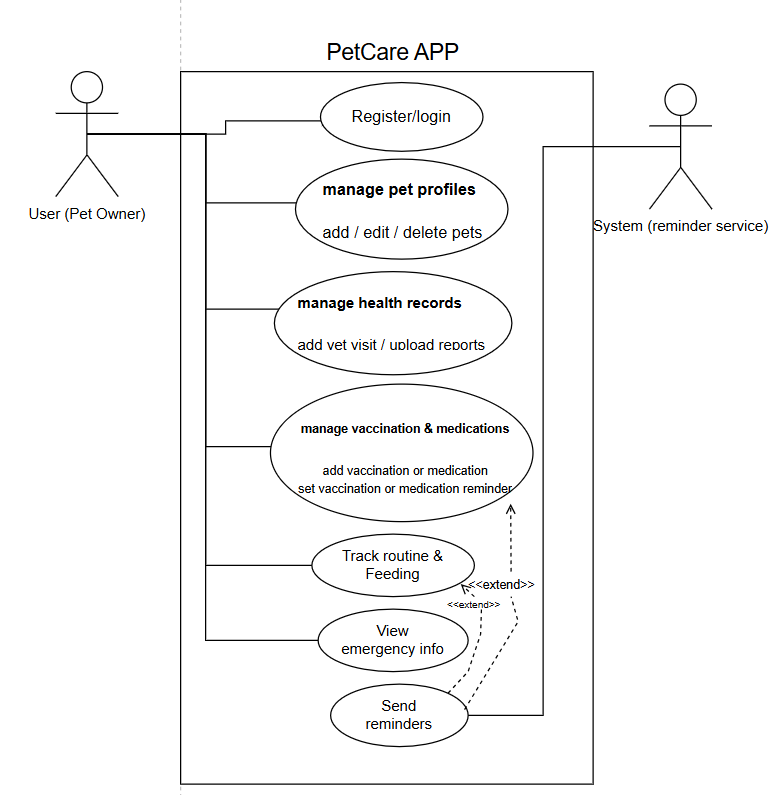 PetCare APP
Register/login
User (Pet Owner)
System (reminder service)
manage pet profiles
add / edit / delete pets
manage health records
add vet visit / upload reports
manage vaccination & medications
add vaccination or medication
set vaccination or medication reminder
Track routine &
Feeding
<<extend>>
<<extend>>
View
emergency info
Send
reminders